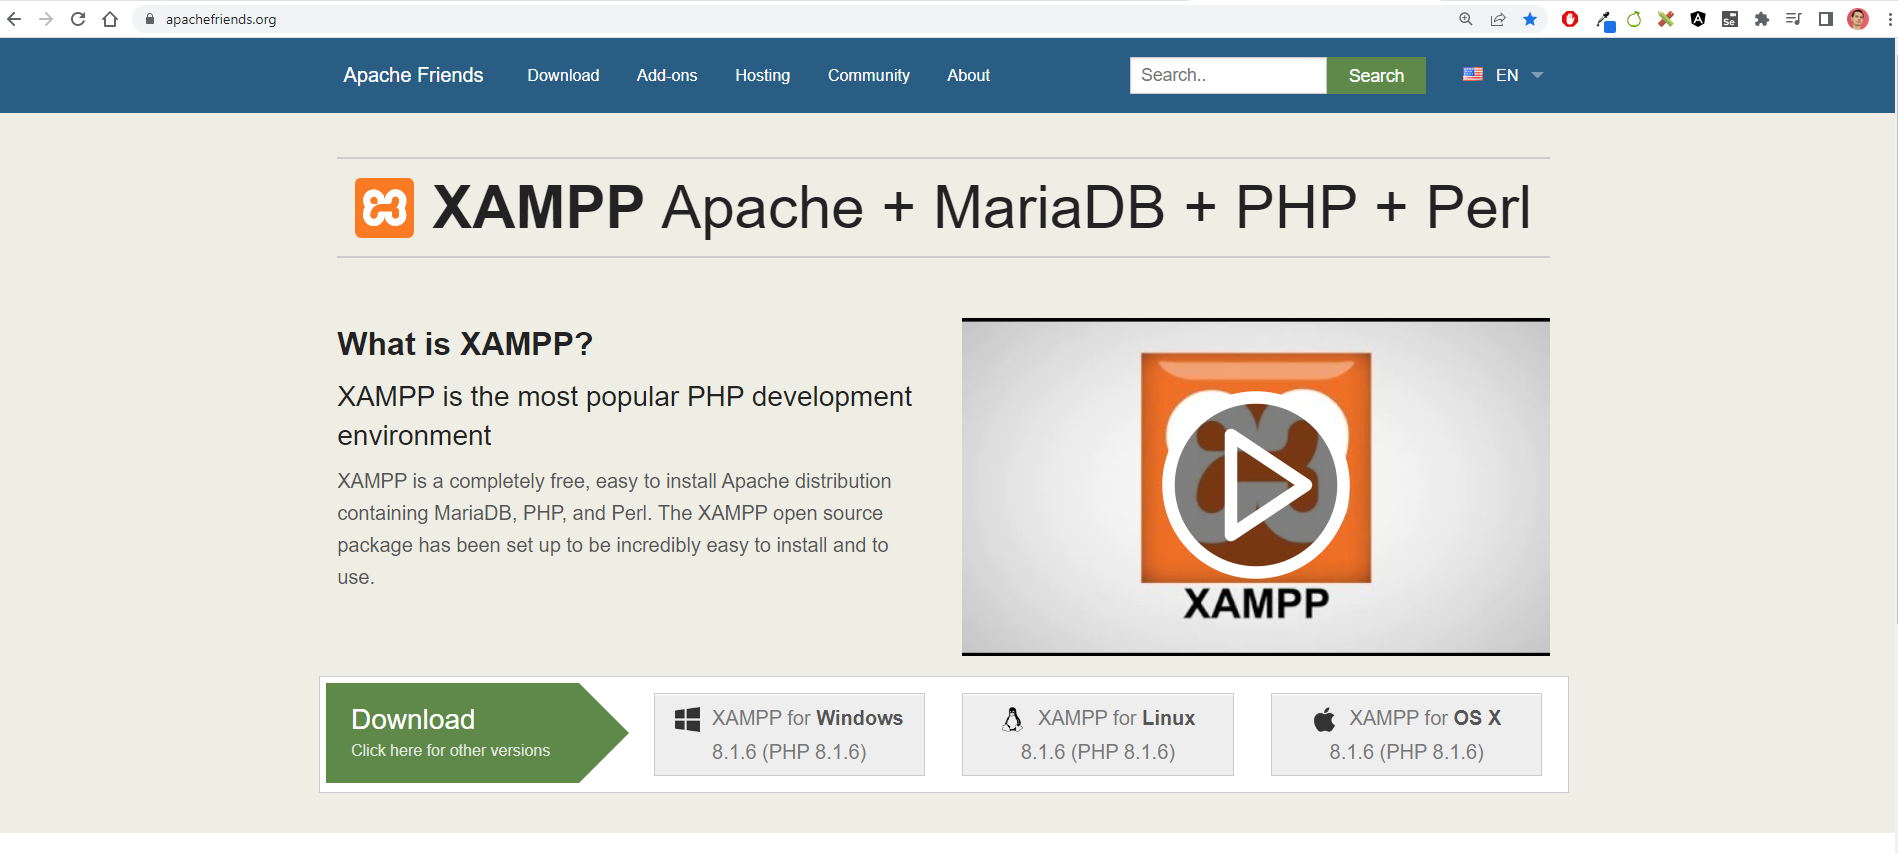 apachefriends.org
Apache Friends Download Add-ons Hosting Community About Search.. Search EN
XAMPP Apache + MariaDB + PHP + Perl
What is XAMPP?
XAMPP is the most popular PHP development
environment
XAMPP is a completely free, easy to install Apache distribution
containing MariaDB, PHP, and Perl. The XAMPP open source
package has been set up to be incredibly easy to install and to
use.
XAMPP
Download
Click here for other versions
XAMPP for Windows
8.1.6 (PHP 8.1.6)
XAMPP for Linux
8.1.6 (PHP 8.1.6)
XAMPP for OS X
8.1.6 (PHP 8.1.6)